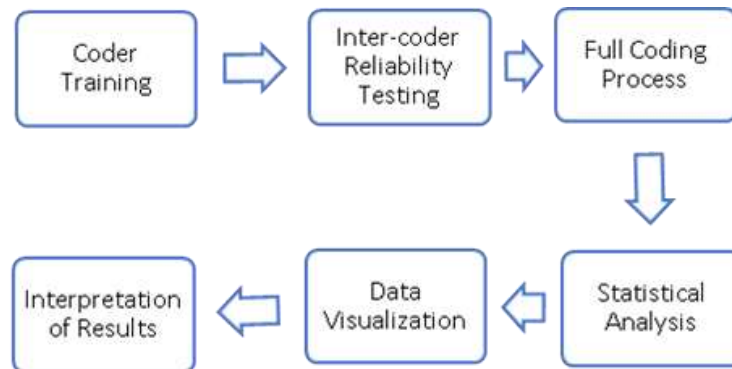 Coder
Training
Inter-coder
Reliability
Testing
Full Coding
Process
Statistical
Analysis
Data
Visualization
Interpretation
of Results